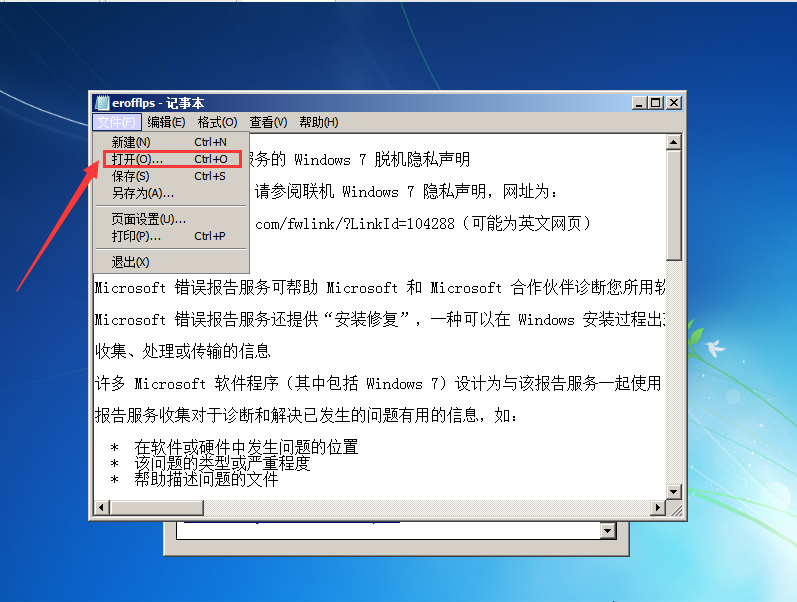 erofflps - 记事本
文件(F) 编辑(E) 格式(O) 查看(V) 帮助(H)
新建(N) Ctrl+N
打开(O)... Ctrl+O
保存(S) Ctrl+S
另存为(A)...
页面设置(U)...
打印(P)... Ctrl+P
退出(X)
服务的 Windows 7 脱机隐私声明
请参阅联机 Windows 7 隐私声明，网址为：
com/fwlink/?LinkId=104288（可能为英文网页）
Microsoft 错误报告服务可帮助 Microsoft 和 Microsoft 合作伙伴诊断您所用软
Microsoft 错误报告服务还提供“安装修复”，一种可以在 Windows 安装过程出
收集、处理或传输的信息
许多 Microsoft 软件程序（其中包括 Windows 7）设计为与该报告服务一起使用
报告服务收集对于诊断和解决已发生的问题有用的信息，如：
* 在软件或硬件中发生问题的位置
* 该问题的类型或严重程度
* 帮助描述问题的文件